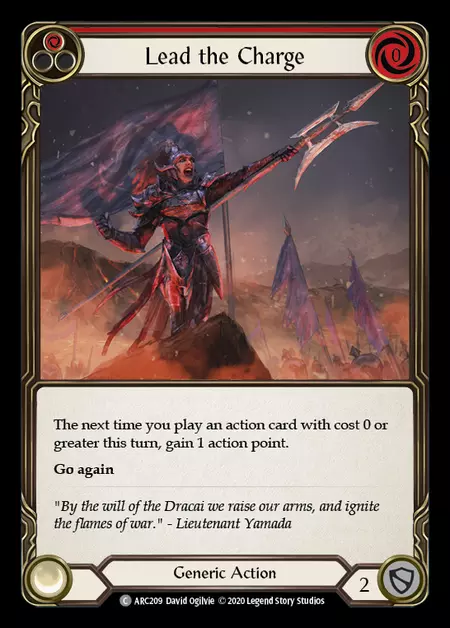 Lead the Charge
0
The next time you play an action card with cost 0 or
greater this turn, gain 1 action point.
Go again
"By the will of the Dracai we raise our arms, and ignite
the flames of war." - Lieutenant Yamada
Generic Action
2
C ARC209 David Ogilvie © 2020 Legend Story Studios